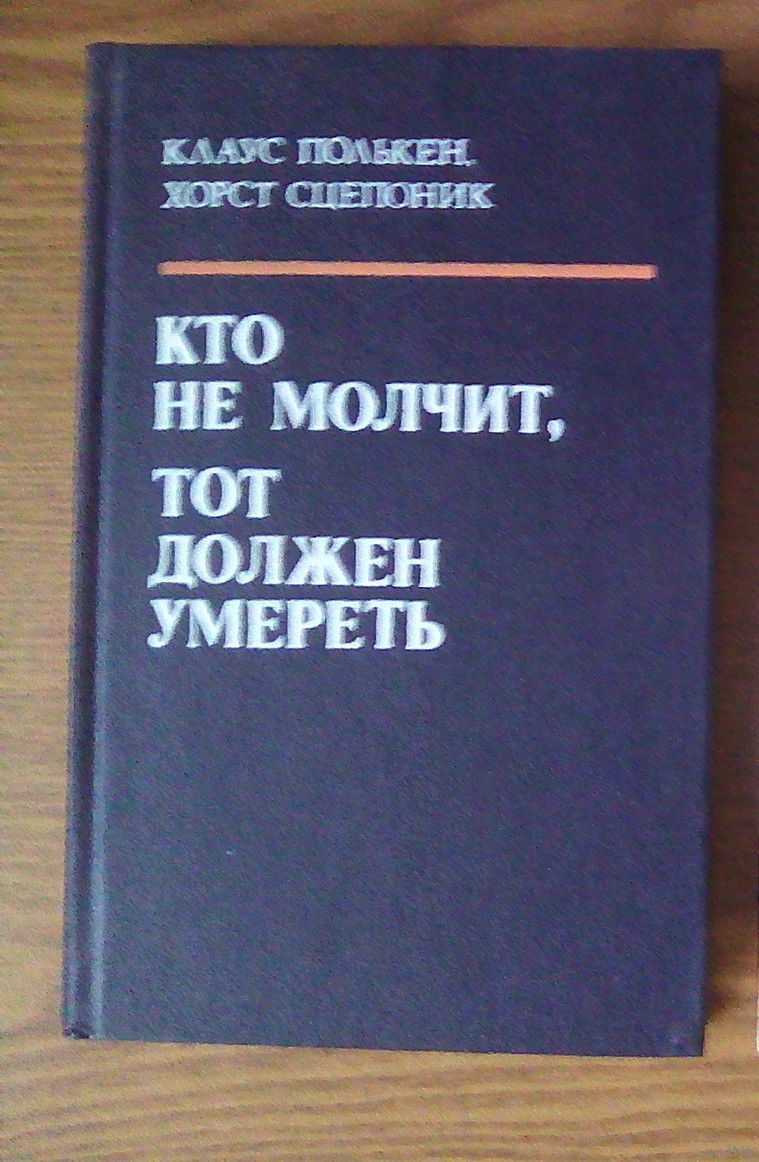 КЛАУС ПОЛЬКЕН,
ХОРСТ СЦЕПОНИК
КТО
НЕ МОЛЧИТ,
ТОТ
ДОЛЖЕН
УМЕРЕТЬ